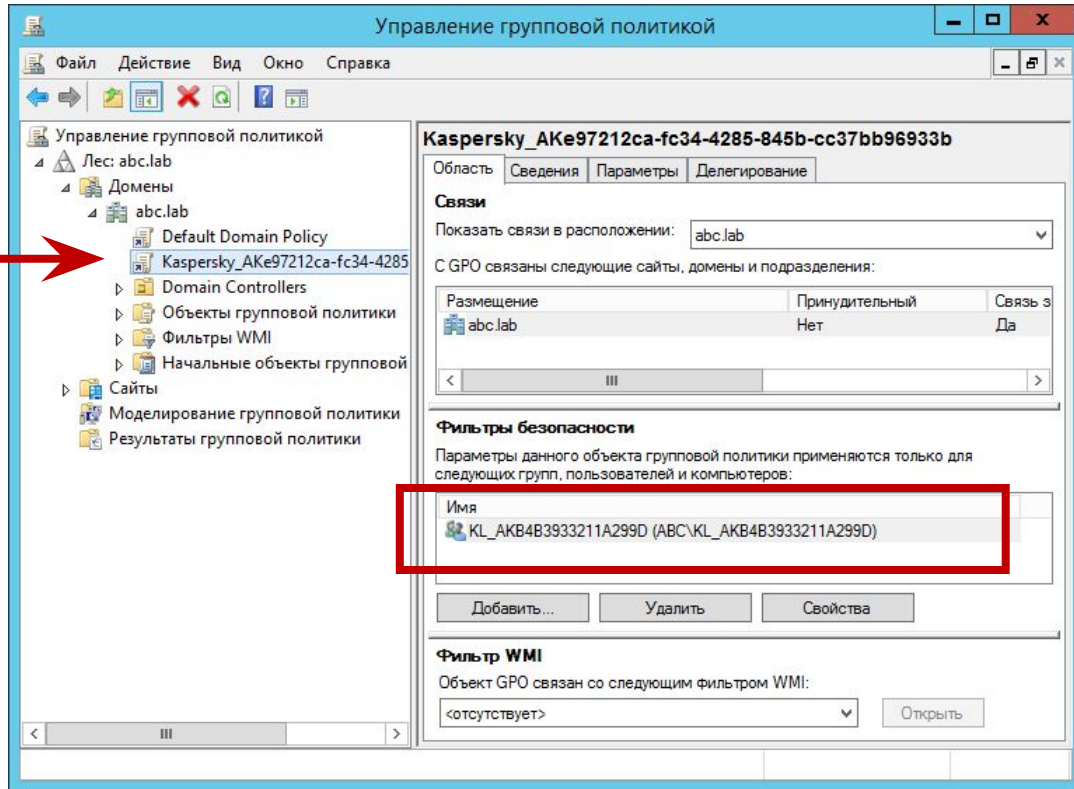 Управление групповой политикой
Файл Действие Вид Окно Справка
Управление групповой политикой
Лес: abc.lab
Домены
abc.lab
Default Domain Policy
Kaspersky_AKe97212ca-fc34-4285
Domain Controllers
Объекты групповой политики
Фильтры WMI
Начальные объекты групповой
Сайты
Моделирование групповой политики
Результаты групповой политики
Kaspersky_AKe97212ca-fc34-4285-845b-cc37bb96933b
Область Сведения Параметры Делегирование
Связи
Показать связи в расположении: abc.lab
С GPO связаны следующие сайты, домены и подразделения:
Размещение Принудительный Связь з
abc.lab Нет Да
Фильтры безопасности
Параметры данного объекта групповой политики применяются только для
следующих групп, пользователей и компьютеров:
Имя
KL_AKB4B3933211A299D (ABC\KL_AKB4B3933211A299D)
Добавить... Удалить Свойства
Фильтр WMI
Объект GPO связан со следующим фильтром WMI:
<отсутствует> Открыть